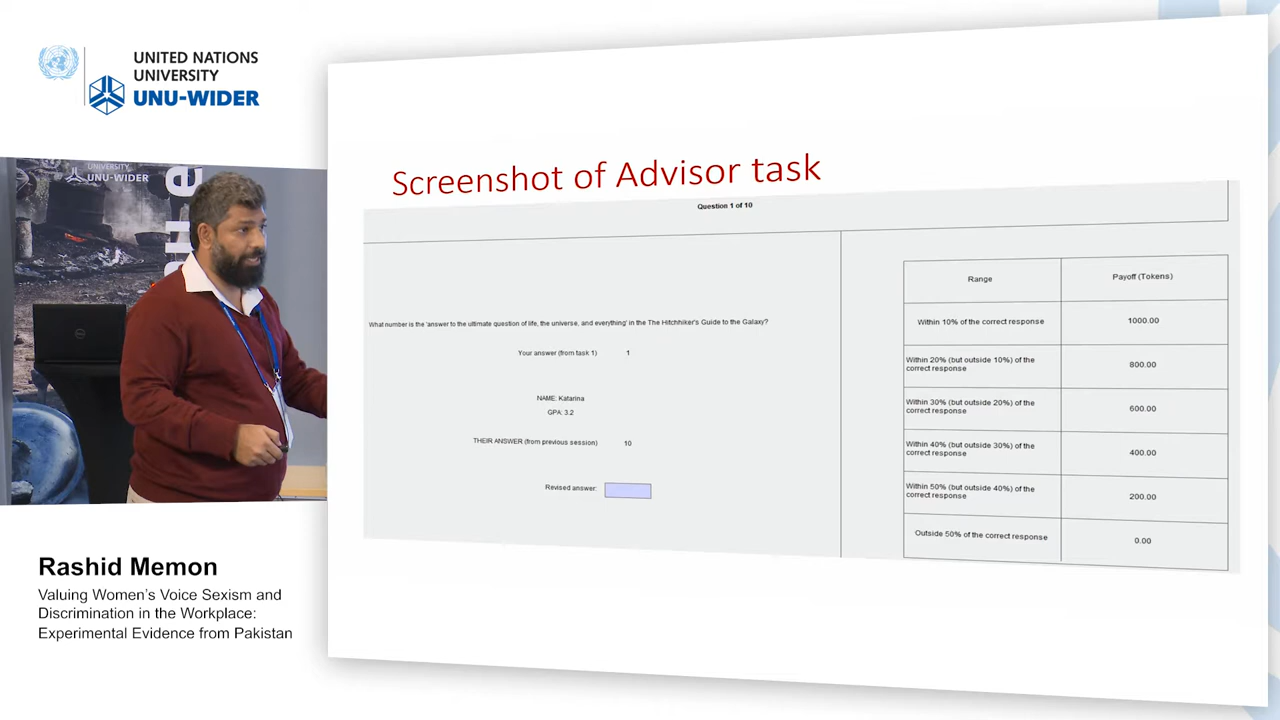 UNITED NATIONS
UNIVERSITY
UNU-WIDER
UNIVERSITY
UNU-WIDER
Screenshot of Advisor task
Question 1 of 10
What number is the 'answer to the ultimate question of life, the universe, and everything' in the The Hitchhiker's Guide to the Galaxy?
Your answer (from task 1) 1
NAME: Katarina
GPA: 3.2
THEIR ANSWER (from previous session) 10
Revised answer:
Range Payoff (Tokens)
Within 10% of the correct response 1000.00
Within 20% (but outside 10%) of the
correct response 800.00
Within 30% (but outside 20%) of the
correct response 600.00
Within 40% (but outside 30%) of the
correct response 400.00
Within 50% (but outside 40%) of the
correct response 200.00
Outside 50% of the correct response 0.00
Rashid Memon
Valuing Women's Voice Sexism and
Discrimination in the Workplace:
Experimental Evidence from Pakistan